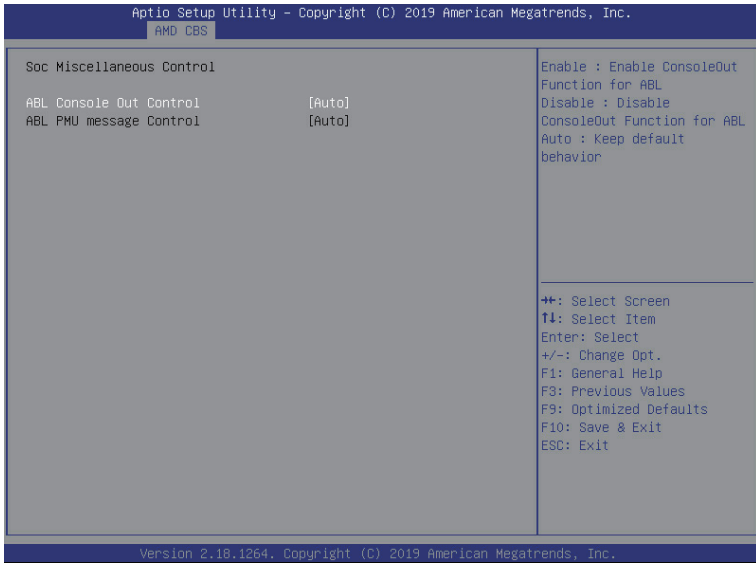 Aptio Setup Utility – Copyright (C) 2019 American Megatrends, Inc.
AMD CBS
Soc Miscellaneous Control
ABL Console Out Control [Auto]
ABL PMU message Control [Auto]
Enable : Enable ConsoleOut
Function for ABL
Disable : Disable
ConsoleOut Function for ABL
Auto : Keep default
behavior
→←: Select Screen
↑↓: Select Item
Enter: Select
+/-: Change Opt.
F1: General Help
F3: Previous Values
F9: Optimized Defaults
F10: Save & Exit
ESC: Exit
Version 2.18.1264. Copyright (C) 2019 American Megatrends, Inc.